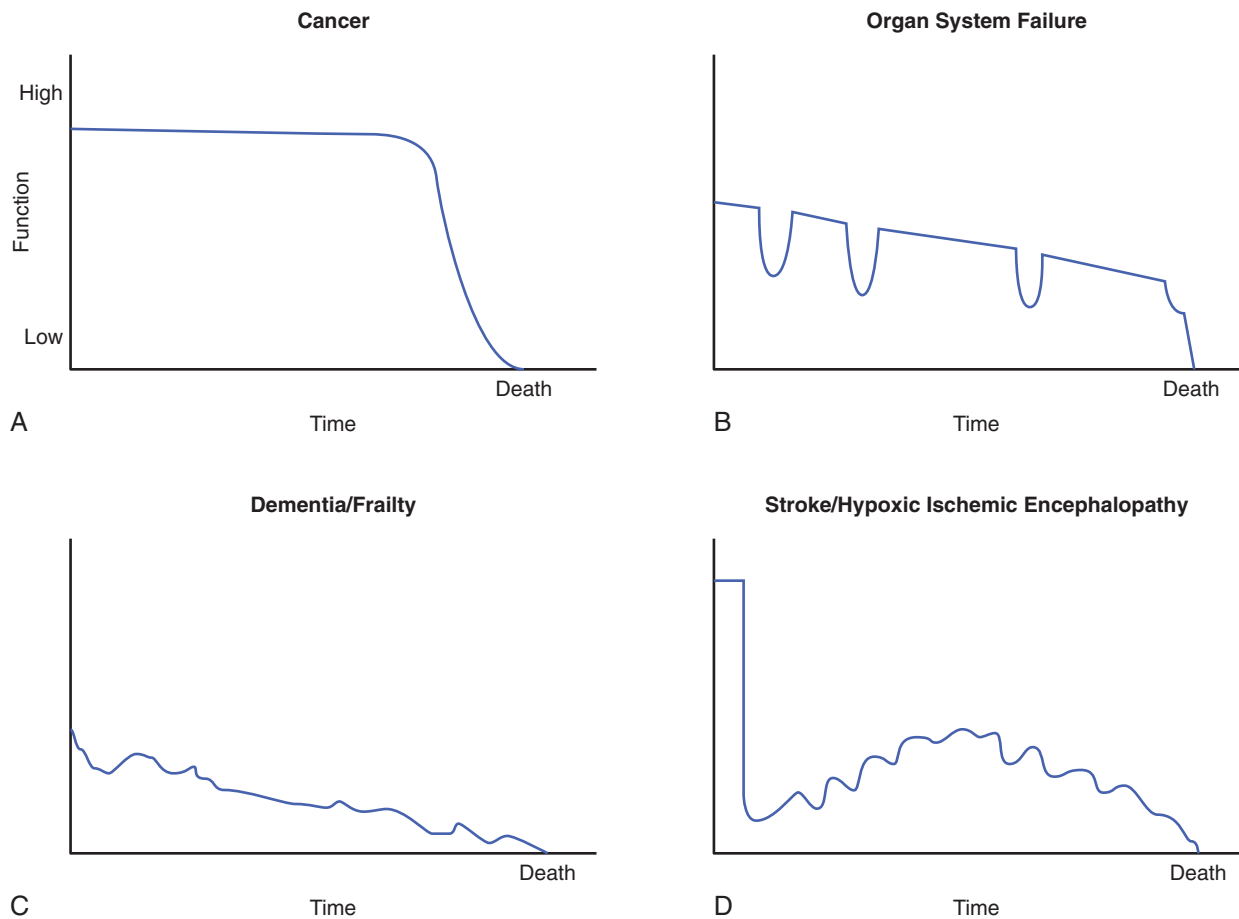 Cancer
High
Function
Low
Death
A
Time
Organ System Failure
Death
B
Time
Dementia/Frailty
Death
C
Time
Stroke/Hypoxic Ischemic Encephalopathy
Death
D
Time